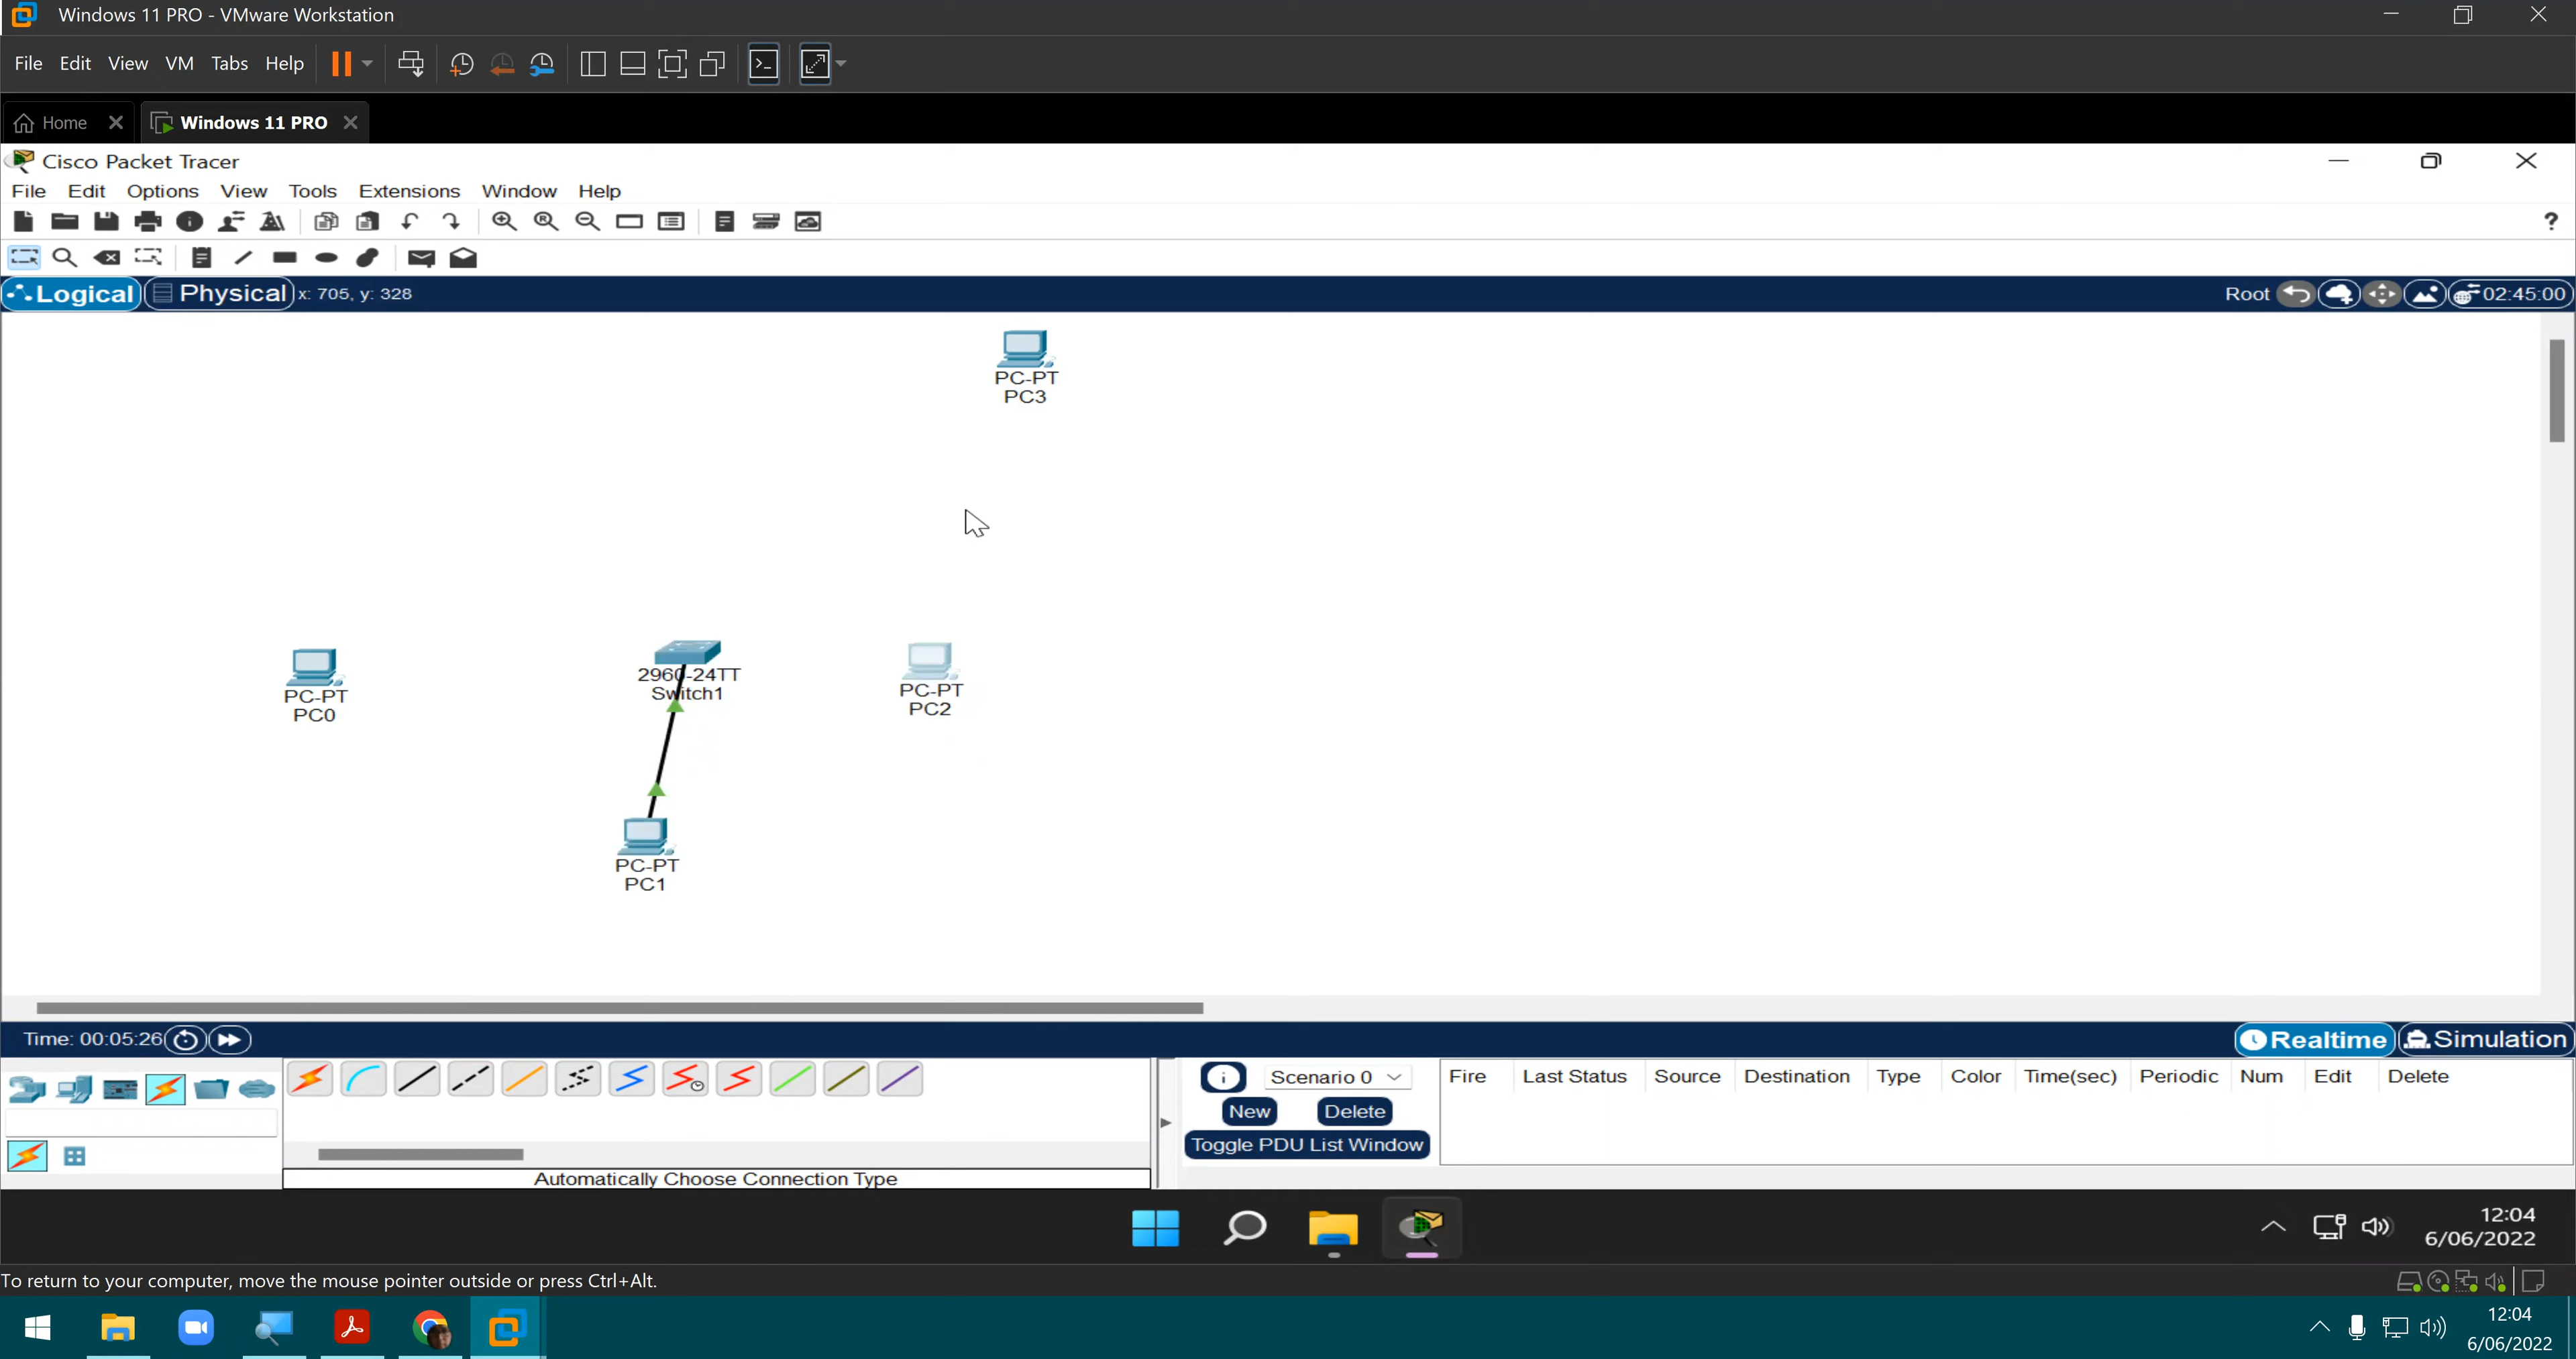 Windows 11 PRO - VMware Workstation
File Edit View VM Tabs Help
Home Windows 11 PRO
Cisco Packet Tracer
File Edit Options View Tools Extensions Window Help
?
Logical Physical x: 705, y: 328 Root 02:45:00
PC-PT
PC3
PC-PT
PC0
2960-24TT
Switch1
PC-PT
PC2
PC-PT
PC1
Time: 00:05:26 Realtime Simulation
Scenario 0 Fire Last Status Source Destination Type Color Time(sec) Periodic Num Edit Delete
New Delete
Toggle PDU List Window
Automatically Choose Connection Type
12:04
6/06/2022
To return to your computer, move the mouse pointer outside or press Ctrl+Alt.
12:04
6/06/2022